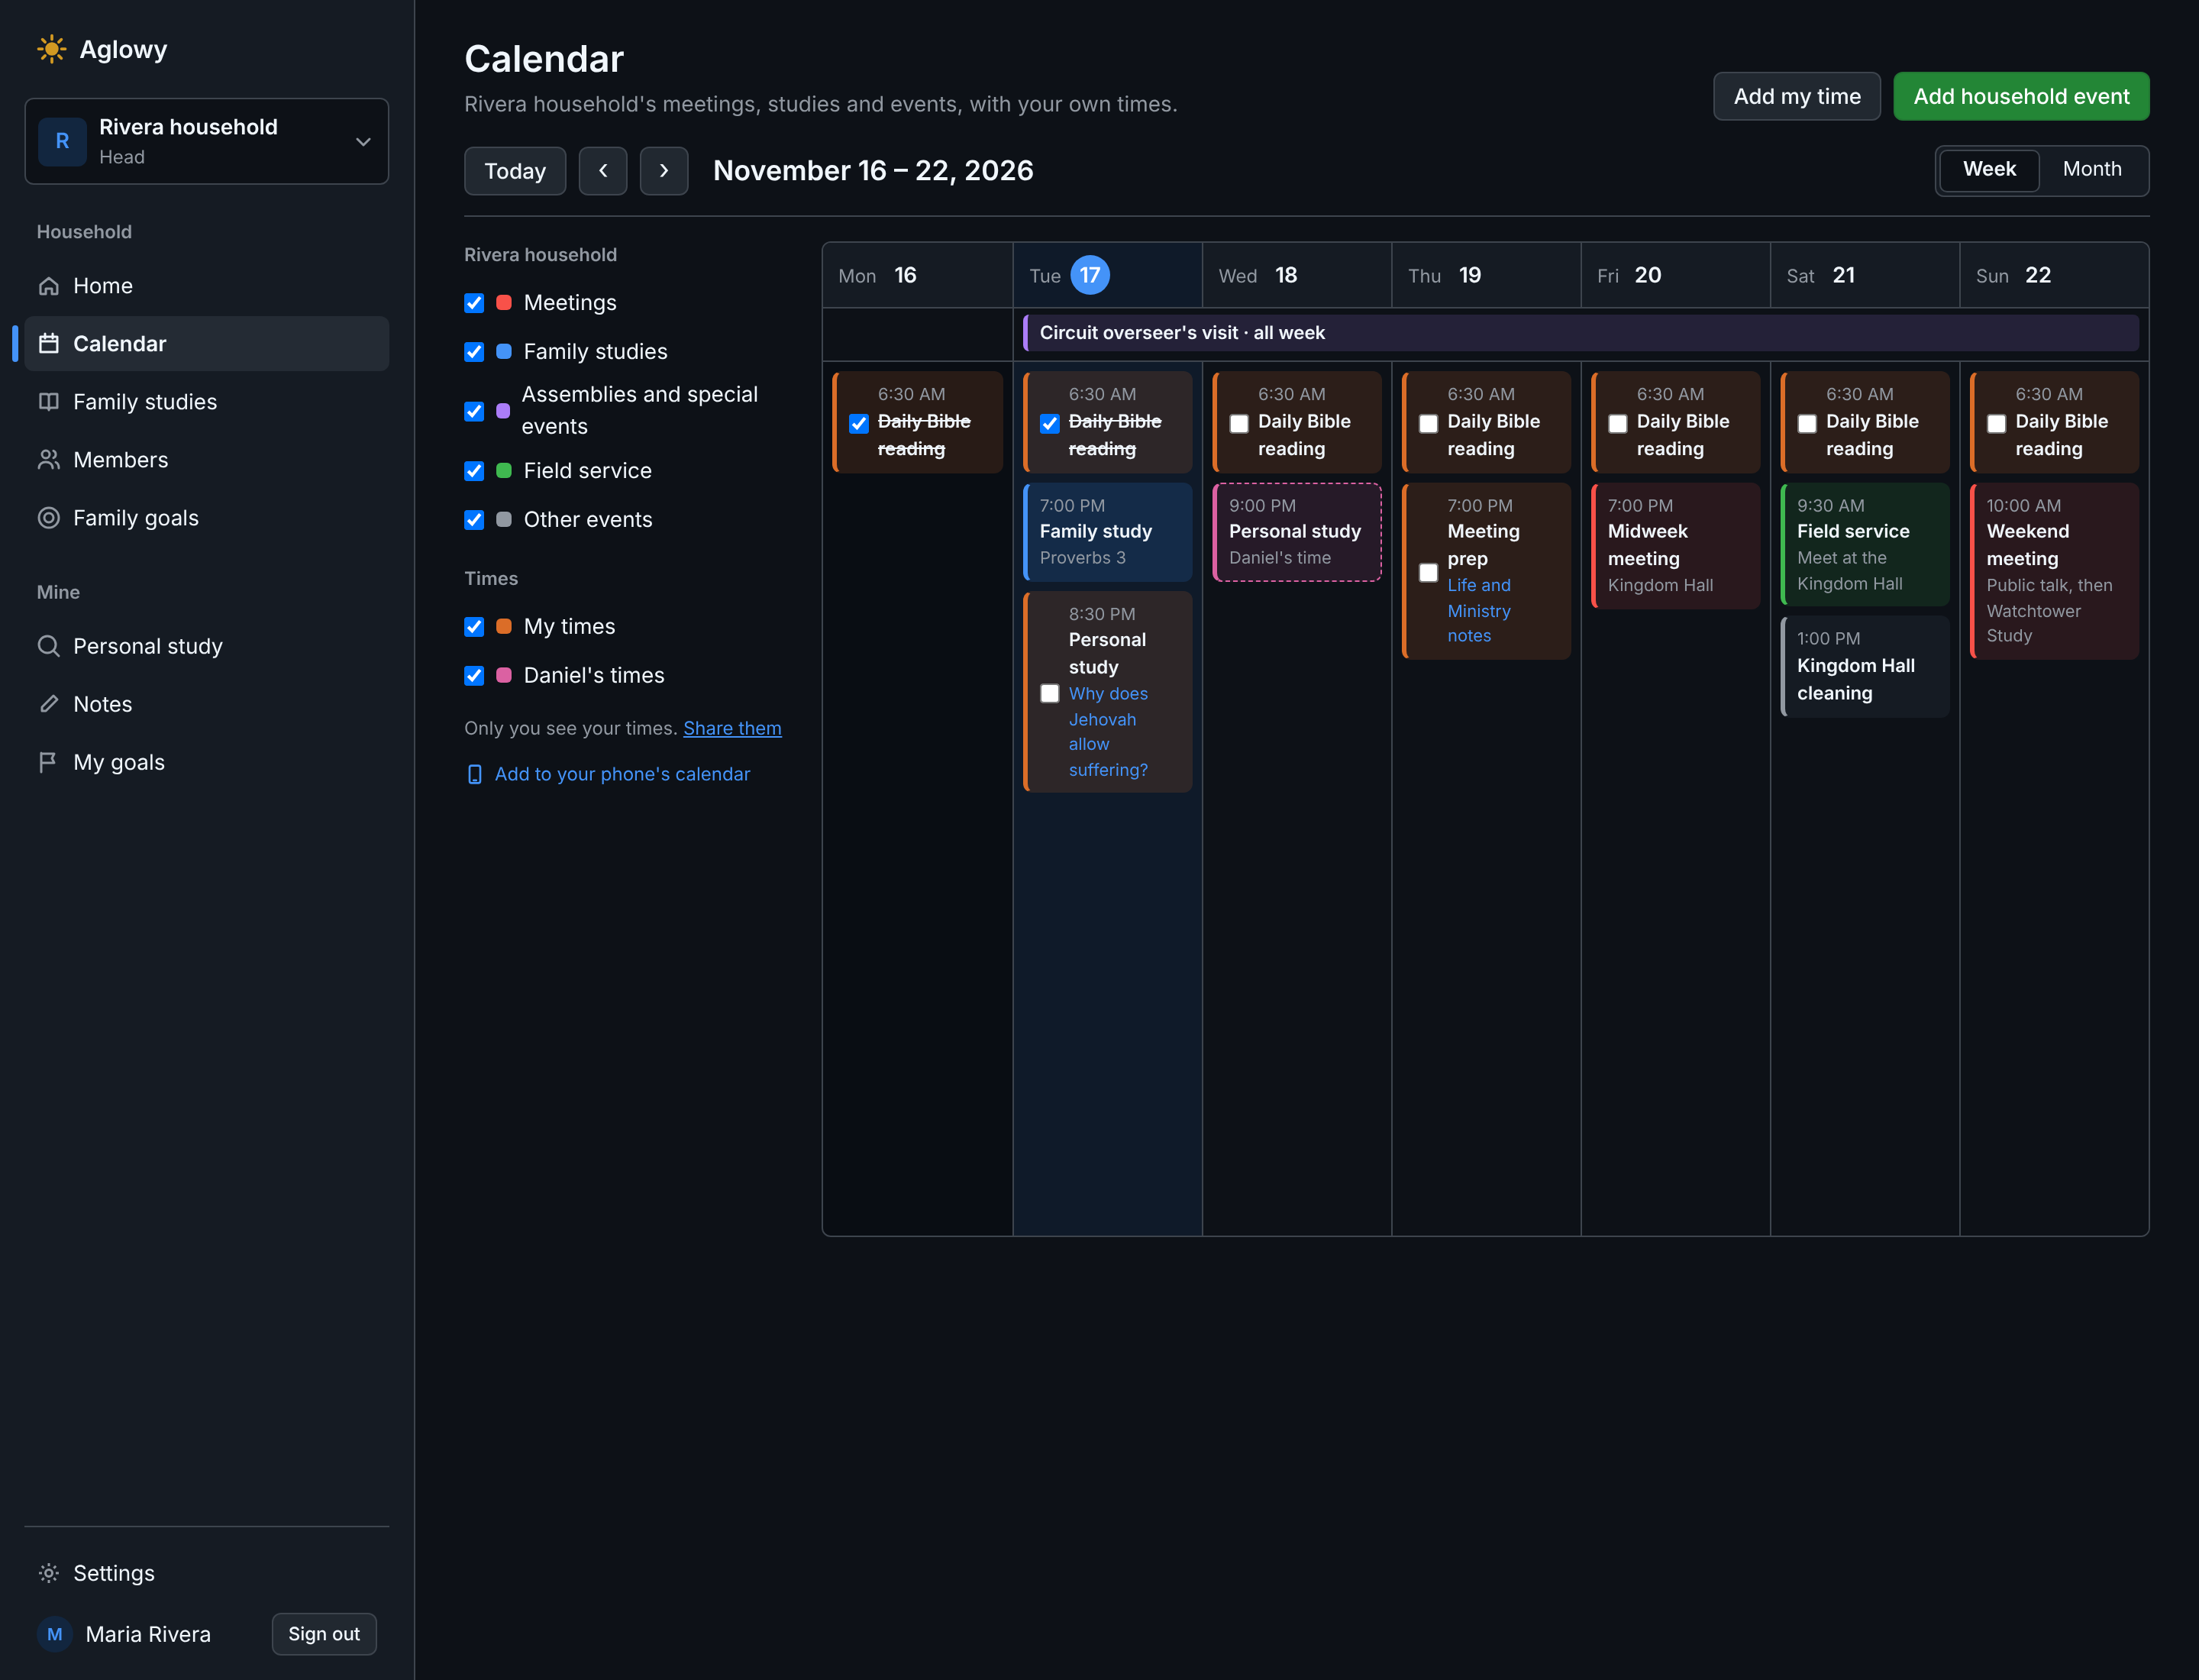 Aglowy
R
Rivera household
Head
Household
Home
Calendar
Family studies
Members
Family goals
Mine
Personal study
Notes
My goals
Settings
M
Maria Rivera
Sign out
Calendar
Rivera household's meetings, studies and events, with your own times.
Add my time
Add household event
Today
November 16 – 22, 2026
Week
Month
Rivera household
Meetings
Family studies
Assemblies and special
events
Field service
Other events
Times
My times
Daniel's times
Only you see your times. Share them
Add to your phone's calendar
Mon 16
Tue 17
Wed 18
Thu 19
Fri 20
Sat 21
Sun 22
Circuit overseer's visit · all week
6:30 AM
Daily Bible
reading
6:30 AM
Daily Bible
reading
7:00 PM
Family study
Proverbs 3
8:30 PM
Personal
study
Why does
Jehovah
allow
suffering?
6:30 AM
Daily Bible
reading
9:00 PM
Personal study
Daniel's time
6:30 AM
Daily Bible
reading
7:00 PM
Meeting
prep
Life and
Ministry
notes
6:30 AM
Daily Bible
reading
7:00 PM
Midweek
meeting
Kingdom Hall
6:30 AM
Daily Bible
reading
9:30 AM
Field service
Meet at the
Kingdom Hall
1:00 PM
Kingdom Hall
cleaning
6:30 AM
Daily Bible
reading
10:00 AM
Weekend
meeting
Public talk, then
Watchtower
Study